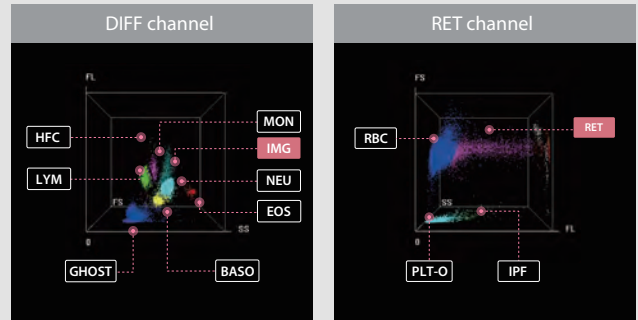 DIFF channel
FL
HFC
MON
IMG
LYM
NEU
FS
EOS
SS
0
GHOST
BASO
RET channel
FS
RBC
RET
SS
0
FL
PLT-O
IPF